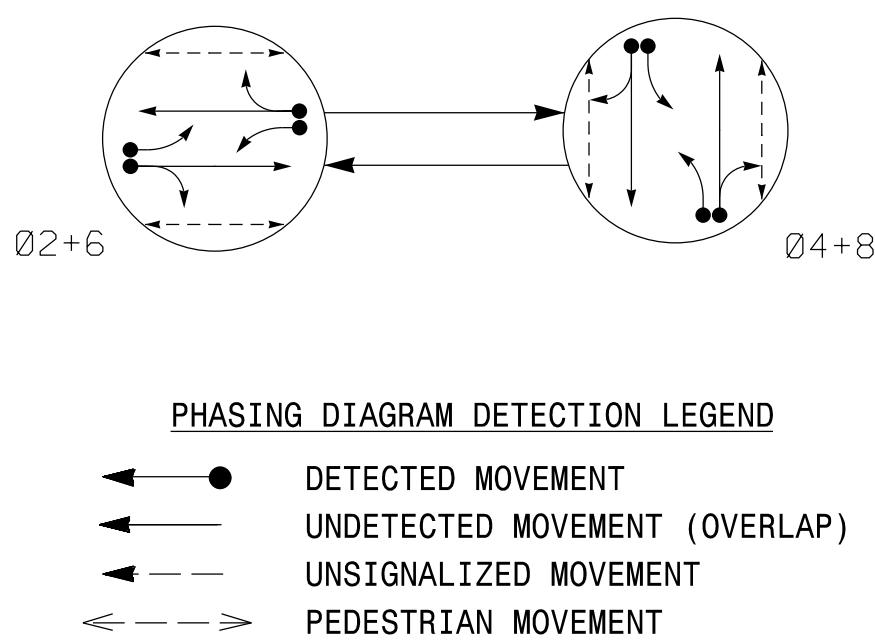 Ø2+6
Ø4+8
PHASING DIAGRAM DETECTION LEGEND
DETECTED MOVEMENT
UNDETECTED MOVEMENT (OVERLAP)
UNSIGNALIZED MOVEMENT
PEDESTRIAN MOVEMENT